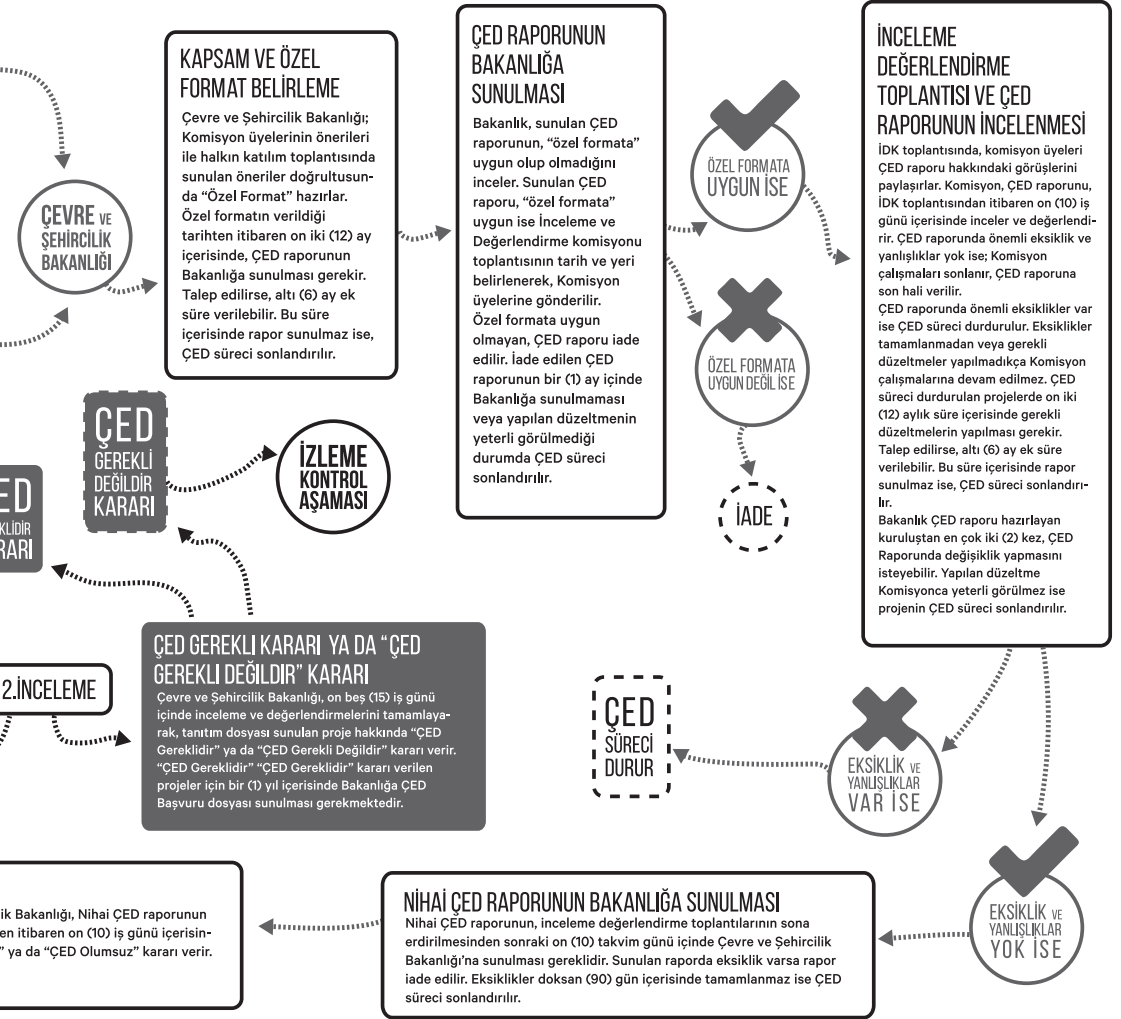 KAPSAM VE ÖZEL
FORMAT BELİRLEME
Çevre ve Şehircilik Bakanlığı;
Komisyon üyelerinin önerileri
ile halkın katılım toplantısında
sunulan öneriler doğrultusun-
da “Özel Format” hazırlar.
Özel formatın verildiği
tarihten itibaren on iki (12) ay
içerisinde, ÇED raporunun
Bakanlığa sunulması gerekir.
Talep edilirse, altı (6) ay ek
süre verilebilir. Bu süre
içerisinde rapor sunulmaz ise,
ÇED süreci sonlandırılır.
ÇEVRE VE
ŞEHİRCİLİK
BAKANLIĞI
ÇED RAPORUNUN
BAKANLIĞA
SUNULMASI
Bakanlık, sunulan ÇED
raporunun, “özel formata”
uygun olup olmadığını
inceler. Sunulan ÇED
raporu, “özel formata”
uygun ise İnceleme ve
Değerlendirme komisyonu
toplantısının tarih ve yeri
belirlenerek, Komisyon
üyelerine gönderilir.
Özel formata uygun
olmayan, ÇED raporu iade
edilir. İade edilen ÇED
raporunun bir (1) ay içinde
Bakanlığa sunulmaması
veya yapılan düzeltmenin
yeterli görülmediği
durumda ÇED süreci
sonlandırılır.
ÖZEL FORMATA
UYGUN İSE
ÖZEL FORMATA
UYGUN DEĞİL İSE
İADE
İNCELEME
DEĞERLENDİRME
TOPLANTISI VE ÇED
RAPORUNUN İNCELENMESİ
İDK toplantısında, komisyon üyeleri
ÇED raporu hakkındaki görüşlerini
paylaşırlar. Komisyon, ÇED raporunu,
İDK toplantısından itibaren on (10) iş
günü içerisinde inceler ve değerlendi-
rir. ÇED raporunda önemli eksiklik ve
yanlışlıklar yok ise; Komisyon
çalışmaları sonlanır, ÇED raporuna
son hali verilir.
ÇED raporunda önemli eksiklikler var
ise ÇED süreci durdurulur. Eksiklikler
tamamlanmadan veya gerekli
düzeltmeler yapılmadıkça Komisyon
çalışmalarına devam edilmez. ÇED
süreci durdurulan projelerde on iki
(12) aylık süre içerisinde gerekli
düzeltmelerin yapılması gerekir.
Talep edilirse, altı (6) ay ek süre
verilebilir. Bu süre içerisinde rapor
sunulmaz ise, ÇED süreci sonlandırı-
lır.
Bakanlık ÇED raporu hazırlayan
kuruluştan en çok iki (2) kez, ÇED
Raporunda değişiklik yapmasını
isteyebilir. Yapılan düzeltme
Komisyonca yeterli görülmez ise
projenin ÇED süreci sonlandırılır.
ÇED
GEREKLİ
DEĞİLDİR
KARARI
İZLEME
KONTROL
AŞAMASI
ED
KLİDİR
RARI
2.İNCELEME
ÇED GEREKLI KARARI YA DA “ÇED
GEREKLI DEĞILDIR” KARARI
Çevre ve Şehircilik Bakanlığı, on beş (15) iş günü
içinde inceleme ve değerlendirmelerini tamamlaya-
rak, tanıtım dosyası sunulan proje hakkında “ÇED
Gereklidir” ya da “ÇED Gerekli Değildir” kararı verir.
“ÇED Gereklidir” “ÇED Gereklidir” kararı verilen
projeler için bir (1) yıl içerisinde Bakanlığa ÇED
Başvuru dosyası sunulması gerekmektedir.
ÇED
SÜRECİ
DURUR
EKSİKLİK VE
YANLIŞLIKLAR
VAR İSE
EKSİKLİK VE
YANLIŞLIKLAR
YOK İSE
NİHAİ ÇED RAPORUNUN BAKANLIĞA SUNULMASI
Nihai ÇED raporunun, inceleme değerlendirme toplantılarının sona
erdirilmesinden sonraki on (10) takvim günü içinde Çevre ve Şehircilik
Bakanlığı’na sunulması gereklidir. Sunulan raporda eksiklik varsa rapor
iade edilir. Eksiklikler doksan (90) gün içerisinde tamamlanmaz ise ÇED
süreci sonlandırılır.
ik Bakanlığı, Nihai ÇED raporunun
en itibaren on (10) iş günü içerisin-
” ya da “ÇED Olumsuz” kararı verir.